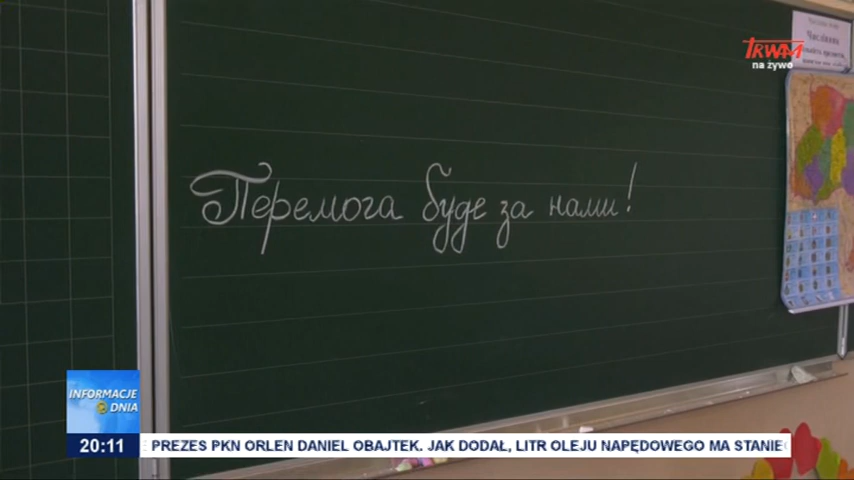 Перемога буде за нами!
TRWAM
na żywo
Числівник
INFORMACJE
DNIA
20:11 PREZES PKN ORLEN DANIEL OBAJTEK. JAK DODAŁ, LITR OLEJU NAPĘDOWEGO MA